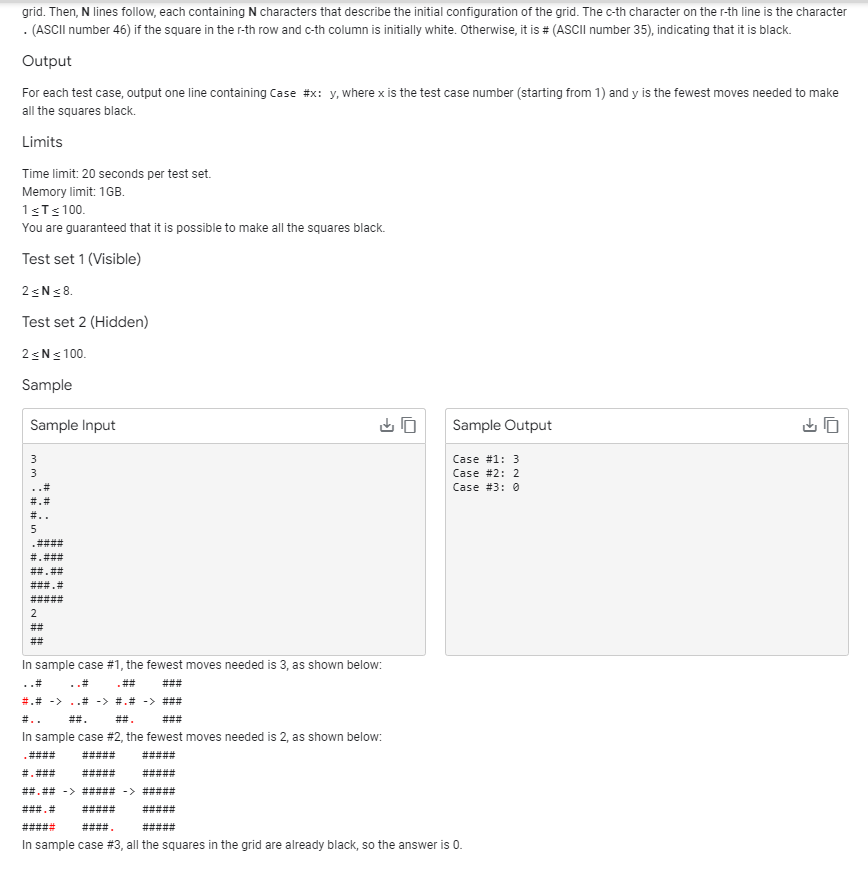 grid. Then, N lines follow, each containing N characters that describe the initial configuration of the grid. The c-th character on the r-th line is the character
. (ASCII number 46) if the square in the r-th row and c-th column is initially white. Otherwise, it is # (ASCII number 35), indicating that it is black.
Output
For each test case, output one line containing Case #x: y, where x is the test case number (starting from 1) and y is the fewest moves needed to make
all the squares black.
Limits
Time limit: 20 seconds per test set.
Memory limit: 1GB.
1 ≤ T ≤ 100.
You are guaranteed that it is possible to make all the squares black.
Test set 1 (Visible)
2 ≤ N ≤ 8.
Test set 2 (Hidden)
2 ≤ N ≤ 100.
Sample
Sample Input
3
3
..#
#.#
#..
5
.####
#.###
##.##
###.#
#####
2
##
##
Sample Output
Case #1: 3
Case #2: 2
Case #3: 0
In sample case #1, the fewest moves needed is 3, as shown below:
..#    ..#    .##    ###
#.# -> ..# -> #.# -> ###
#..    ##.    ##.    ###
In sample case #2, the fewest moves needed is 2, as shown below:
.####    #####    #####
#.###    #####    #####
##.## -> ##### -> #####
###.#    #####    #####
#####    ####.    #####
In sample case #3, all the squares in the grid are already black, so the answer is 0.